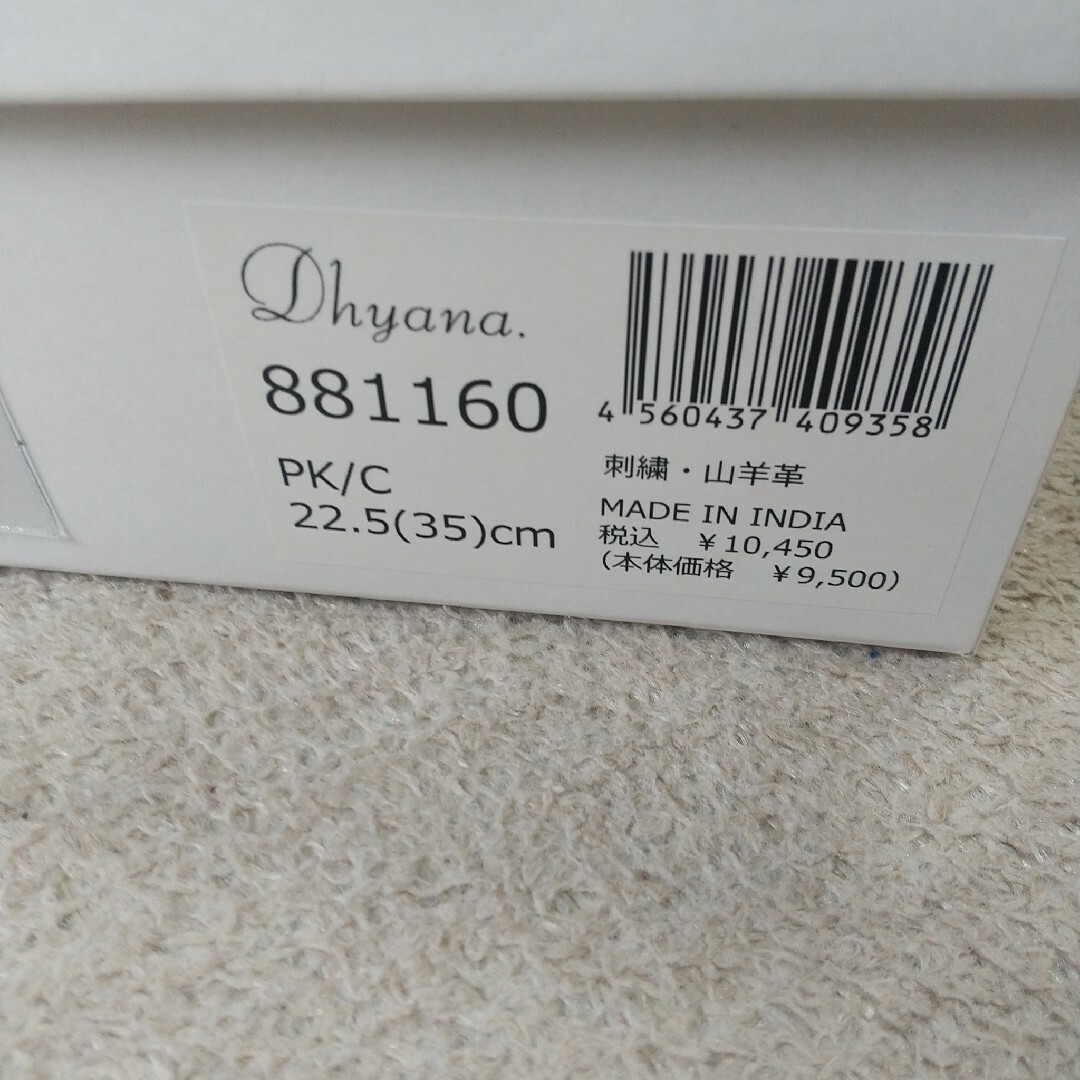 Dhyana.
881160
PK/C
22.5(35)cm
4 560437 409358
刺繍・山羊革
MADE IN INDIA
税込 ¥10,450
(本体価格 ¥9,500)